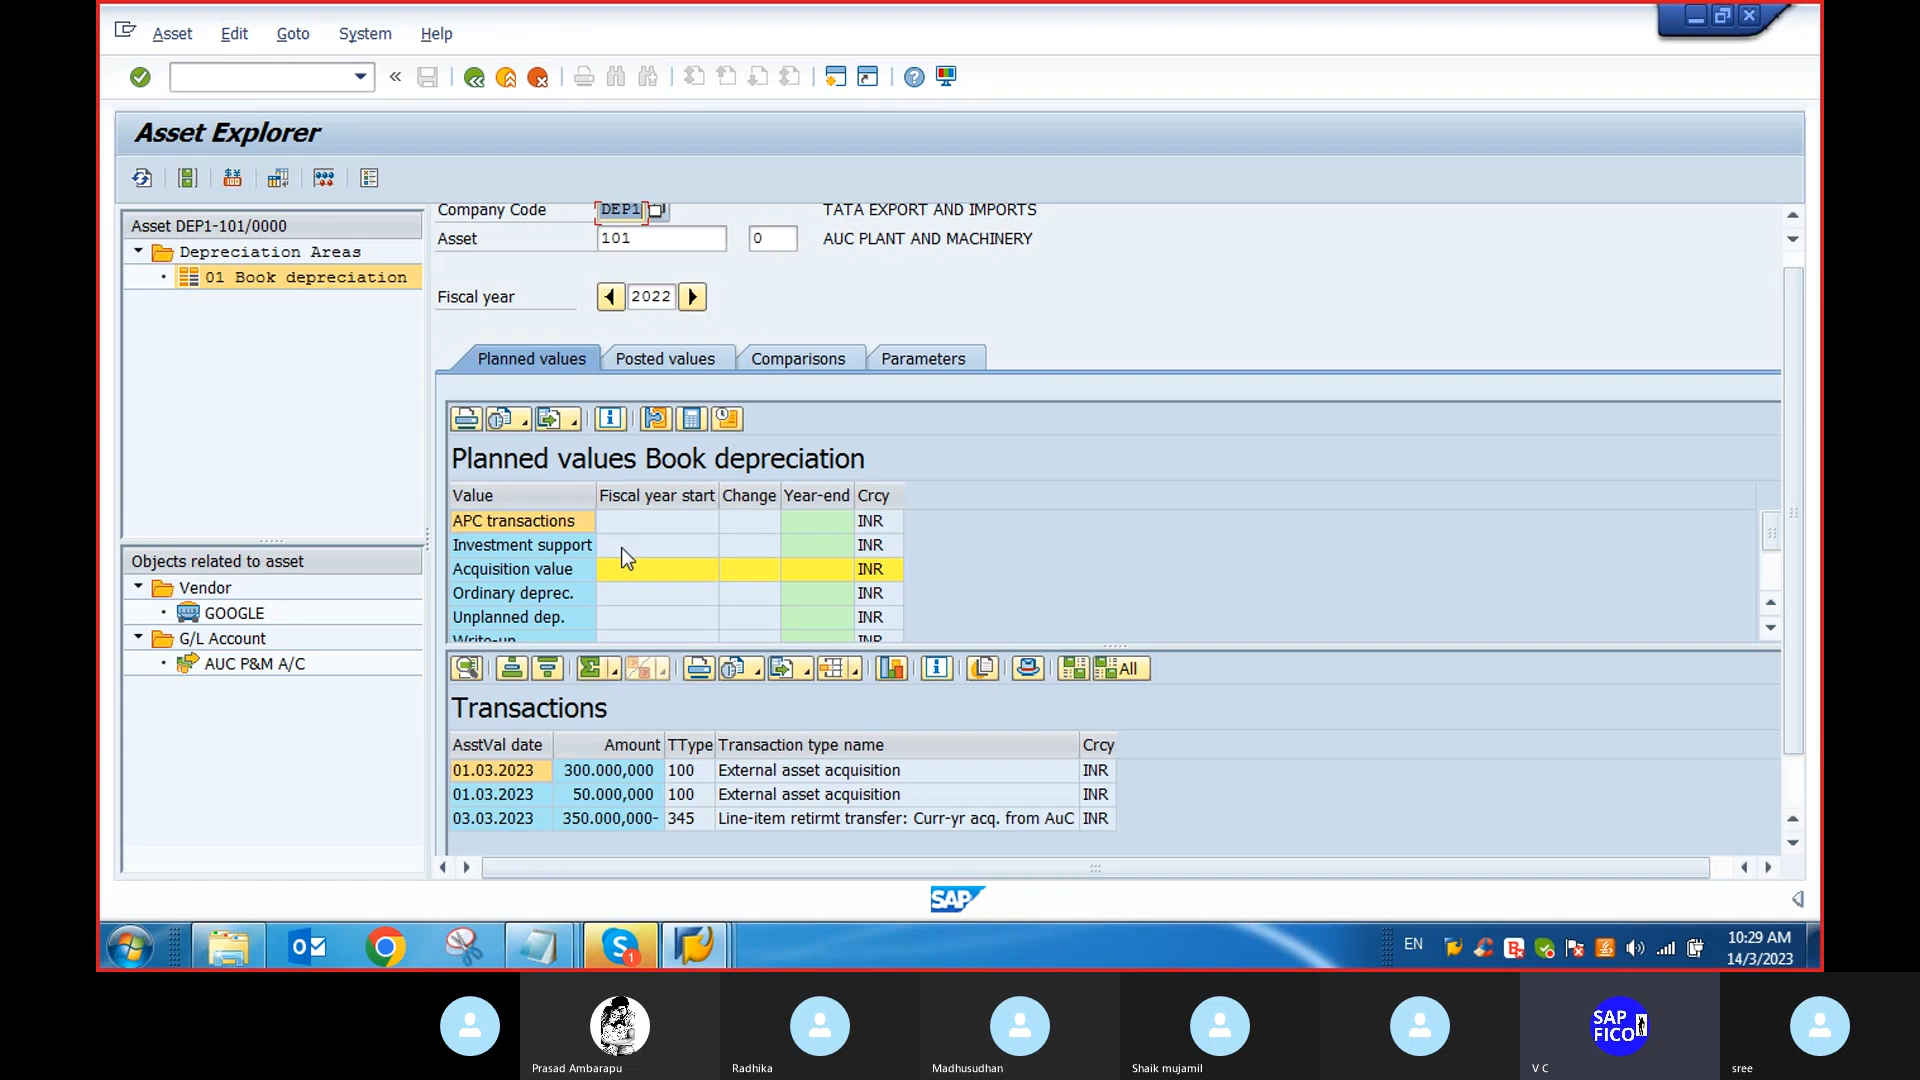 Asset Edit Goto System Help
Asset Explorer
Asset DEP1-101/0000
Depreciation Areas
01 Book depreciation
Objects related to asset
Vendor
GOOGLE
G/L Account
AUC P&M A/C
Company Code DEP1 TATA EXPORT AND IMPORTS
Asset 101 0 AUC PLANT AND MACHINERY
Fiscal year 2022
Planned values Posted values Comparisons Parameters
Planned values Book depreciation
Value Fiscal year start Change Year-end Crcy
APC transactions INR
Investment support INR
Acquisition value INR
Ordinary deprec. INR
Unplanned dep. INR
Write-up INR
All
Transactions
AsstVal date Amount TType Transaction type name Crcy
01.03.2023 300.000,000 100 External asset acquisition INR
01.03.2023 50.000,000 100 External asset acquisition INR
03.03.2023 350.000,000- 345 Line-item retirmt transfer: Curr-yr acq. from AuC INR
SAP
1
EN
10:29 AM
14/3/2023
SAP
FICO
Prasad Ambarapu Radhika Madhusudhan Shaik mujamil V C sree